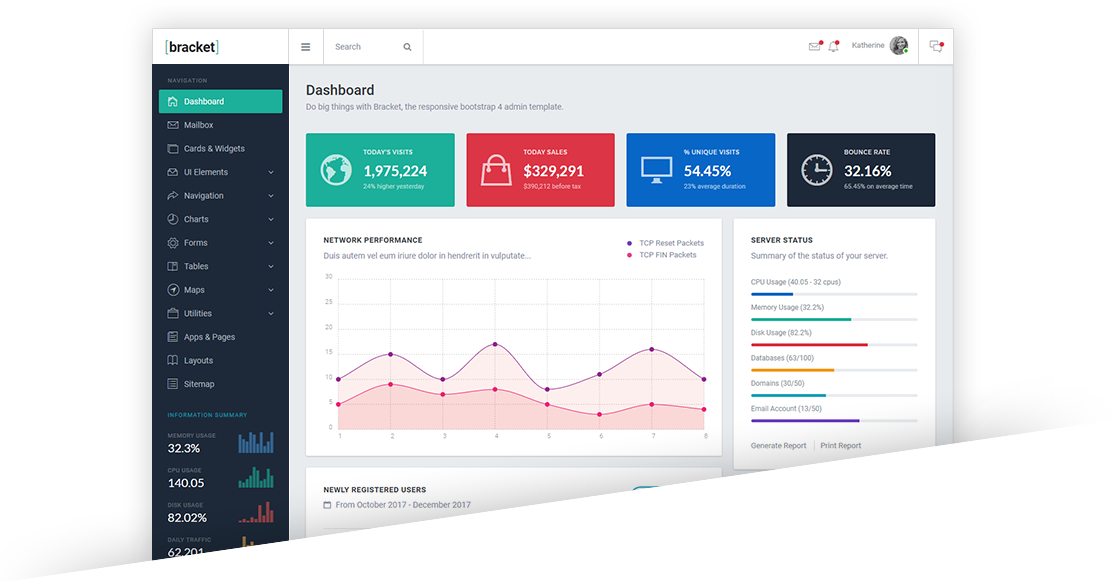 [bracket]
Search
Katherine
NAVIGATION
Dashboard
Mailbox
Cards & Widgets
UI Elements
Navigation
Charts
Forms
Tables
Maps
Utilities
Apps & Pages
Layouts
Sitemap
INFORMATION SUMMARY
MEMORY USAGE
32.3%
CPU USAGE
140.05
DISK USAGE
82.02%
DAILY TRAFFIC
62,201
Dashboard
Do big things with Bracket, the responsive bootstrap 4 admin template.
TODAY'S VISITS
1,975,224
24% higher yesterday
TODAY SALES
$329,291
$390,212 before tax
% UNIQUE VISITS
54.45%
23% average duration
BOUNCE RATE
32.16%
65.45% on average time
NETWORK PERFORMANCE
Duis autem vel eum iriure dolor in hendrerit in vulputate...
TCP Reset Packets
TCP FIN Packets
30
25
20
15
10
5
0
1 2 3 4 5 6 7 8
SERVER STATUS
Summary of the status of your server.
CPU Usage (40.05 - 32 cpus)
Memory Usage (32.2%)
Disk Usage (82.2%)
Databases (63/100)
Domains (30/50)
Email Account (13/50)
Generate Report
Print Report
NEWLY REGISTERED USERS
From October 2017 - December 2017